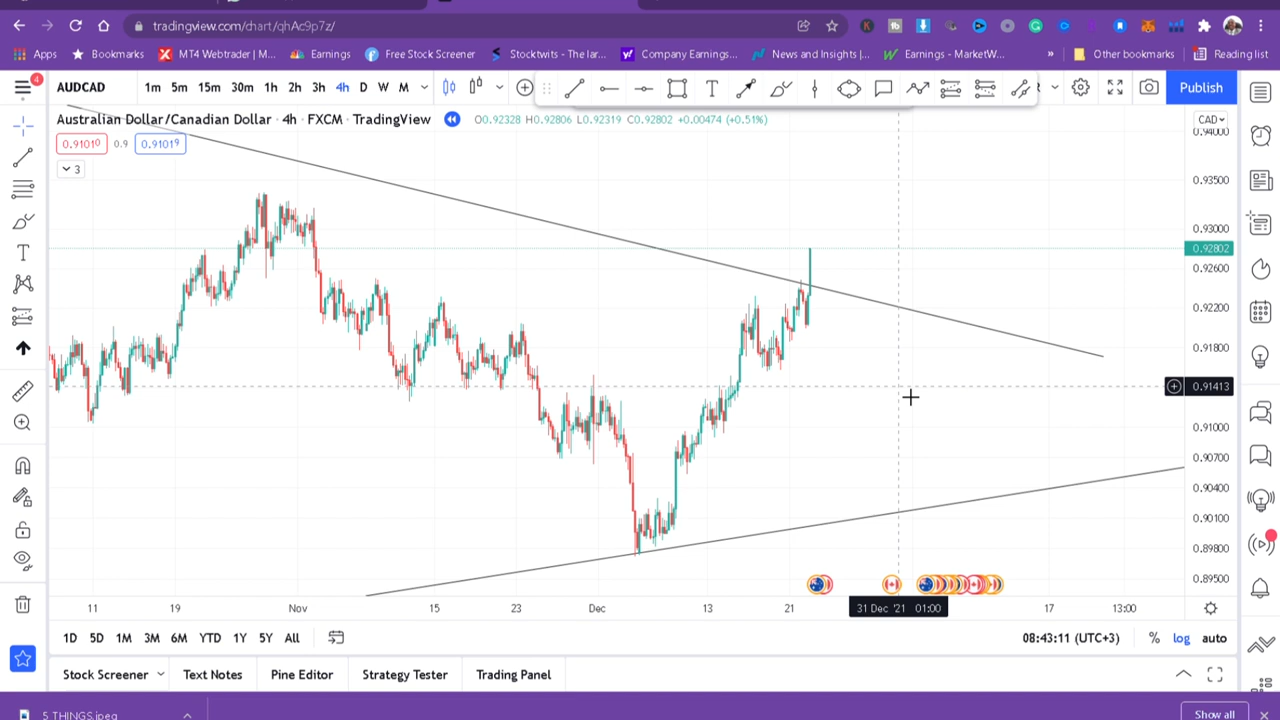 tradingview.com/chart/qhAc9p7z/
Apps Bookmarks MT4 Webtrader | M... Earnings Free Stock Screener Stocktwits - The lar... Company Earnings... News and Insights |... Earnings - MarketW... » Other bookmarks Reading list
4 AUDCAD 1m 5m 15m 30m 1h 2h 3h 4h D W M Publish
Australian Dollar/Canadian Dollar · 4h · FXCM · TradingView O0.92328 H0.92806 L0.92319 C0.92802 +0.00474 (+0.51%) CAD
0.94000
0.91010 0.9 0.91019
3
0.93500
0.93000
0.92802
0.92600
0.92200
0.91800
0.91413
0.91000
0.90700
0.90400
0.90100
0.89800
0.89500
11 19 Nov 15 23 Dec 13 21 31 Dec '21 01:00 17 13:00
1D 5D 1M 3M 6M YTD 1Y 5Y All 08:43:11 (UTC+3) % log auto
Stock Screener Text Notes Pine Editor Strategy Tester Trading Panel
5 THINGS.jpeg Show all